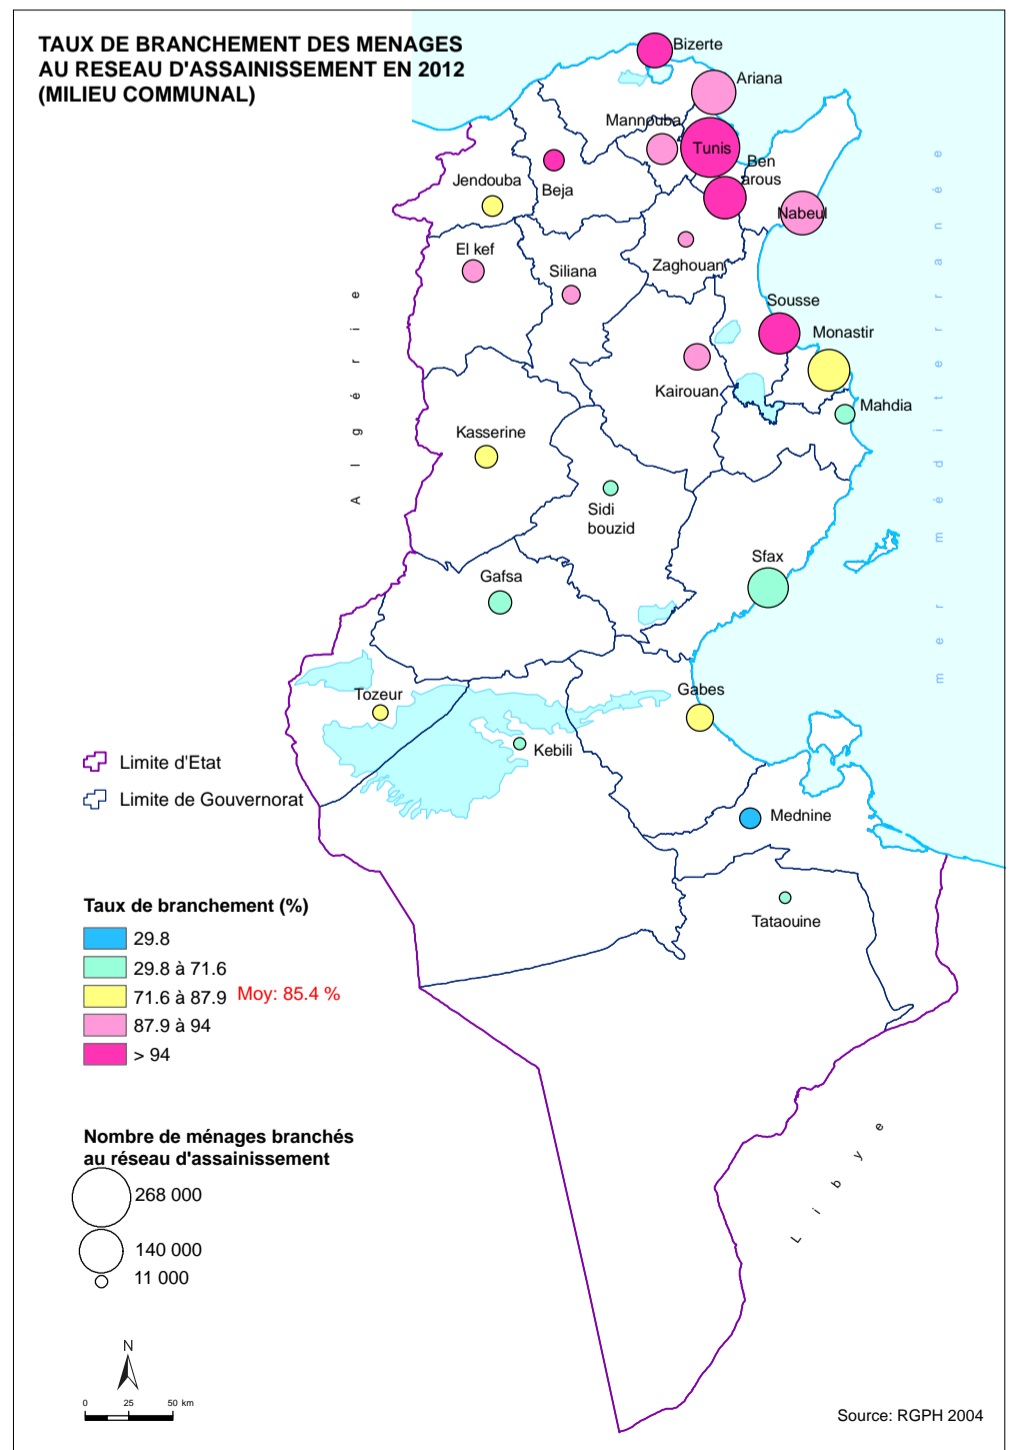 TAUX DE BRANCHEMENT DES MENAGES
AU RESEAU D'ASSAINISSEMENT EN 2012
(MILIEU COMMUNAL)
Bizerte
Ariana
Mannouba
Tunis
Ben
arous
Beja
Jendouba
Nabeul
El kef
Siliana
Zaghouan
Sousse
Monastir
Kairouan
Mahdia
Kasserine
Sidi
bouzid
Sfax
Gafsa
Tozeur
Gabes
Kebili
Mednine
Tataouine
Algérie
mer méditerranée
Libye
Limite d'Etat
Limite de Gouvernorat
Taux de branchement (%)
29.8
29.8 à 71.6
71.6 à 87.9 Moy: 85.4 %
87.9 à 94
> 94
Nombre de ménages branchés
au réseau d'assainissement
268 000
140 000
11 000
N
0 25 50 km
Source: RGPH 2004